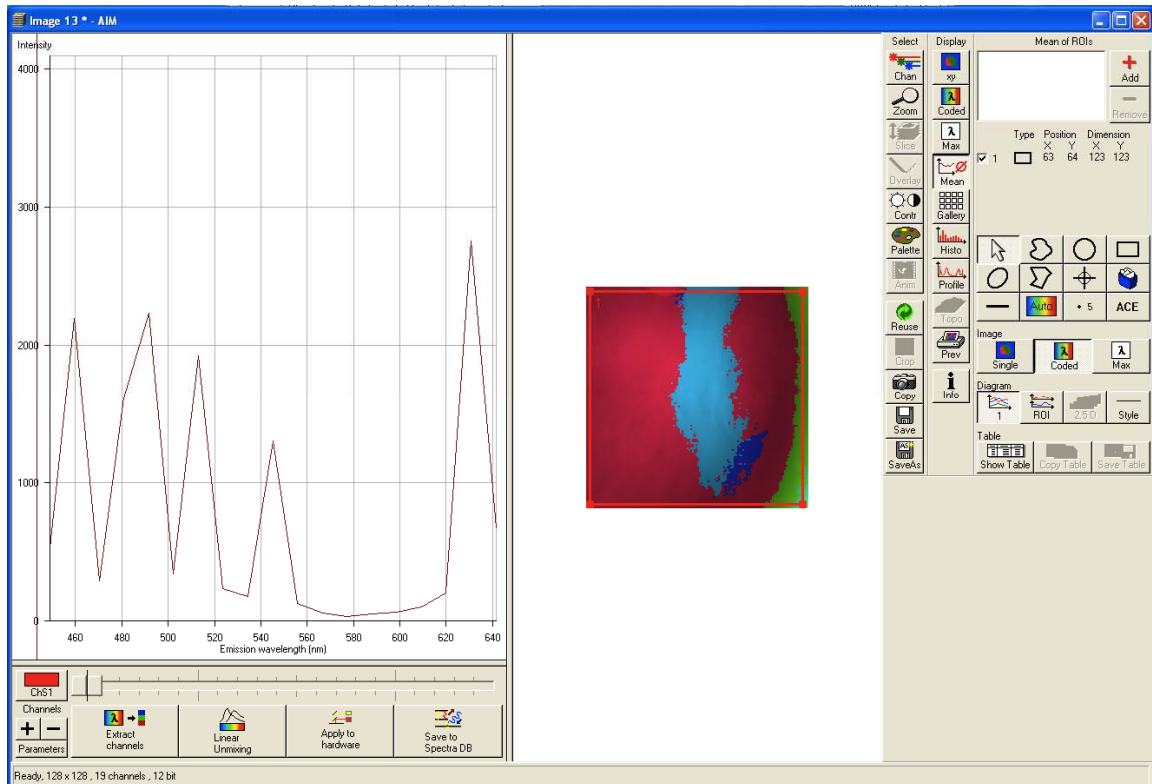 Image 13 * - AIM
Intensity
4000
3000
2000
1000
0
460 480 500 520 540 560 580 600 620 640
Emission wavelength (nm)
1
ChS1
Channels
+ −
Parameters
λ
Extract
channels
Linear
Unmixing
Apply to
hardware
Save to
Spectra DB
Select
Chan
Zoom
Slice
Overlay
Contr
Palette
Anim
Reuse
Crop
Copy
Save
AS
SaveAs
Display
xy
λ
Coded
λ
Max
Mean
Gallery
Histo
Profile
Topo
Prev
i
Info
Mean of ROIs
Add
Remove
Type Position Dimension
X Y X Y
1 63 64 123 123
Auto • 5 ACE
Image
λ λ
Single Coded Max
Diagram
1 ROI 2.5 D Style
Table
Show Table Copy Table Save Table
Ready, 128 x 128 , 19 channels , 12 bit